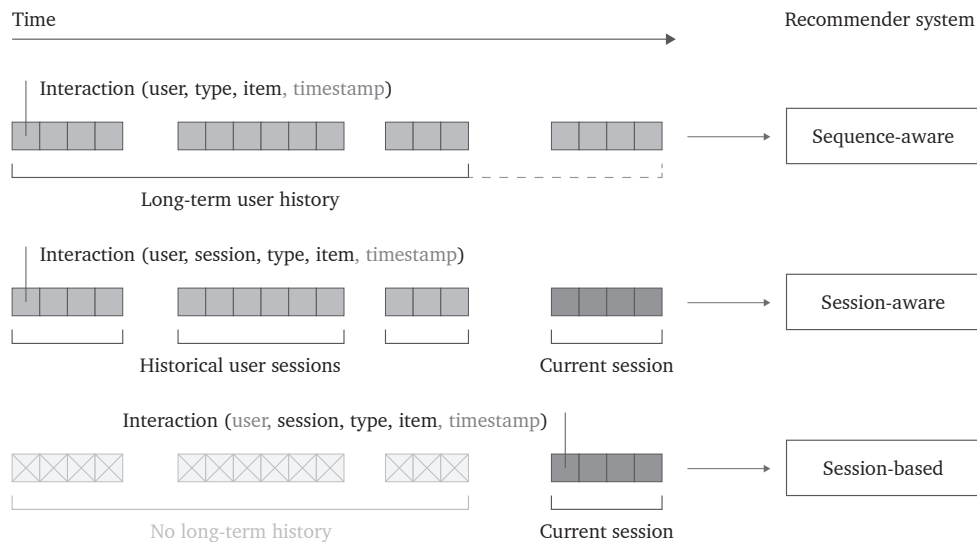 Time
Recommender system
Interaction (user, type, item, timestamp)
Sequence-aware
Long-term user history
Interaction (user, session, type, item, timestamp)
Session-aware
Historical user sessions
Current session
Interaction (user, session, type, item, timestamp)
Session-based
No long-term history
Current session